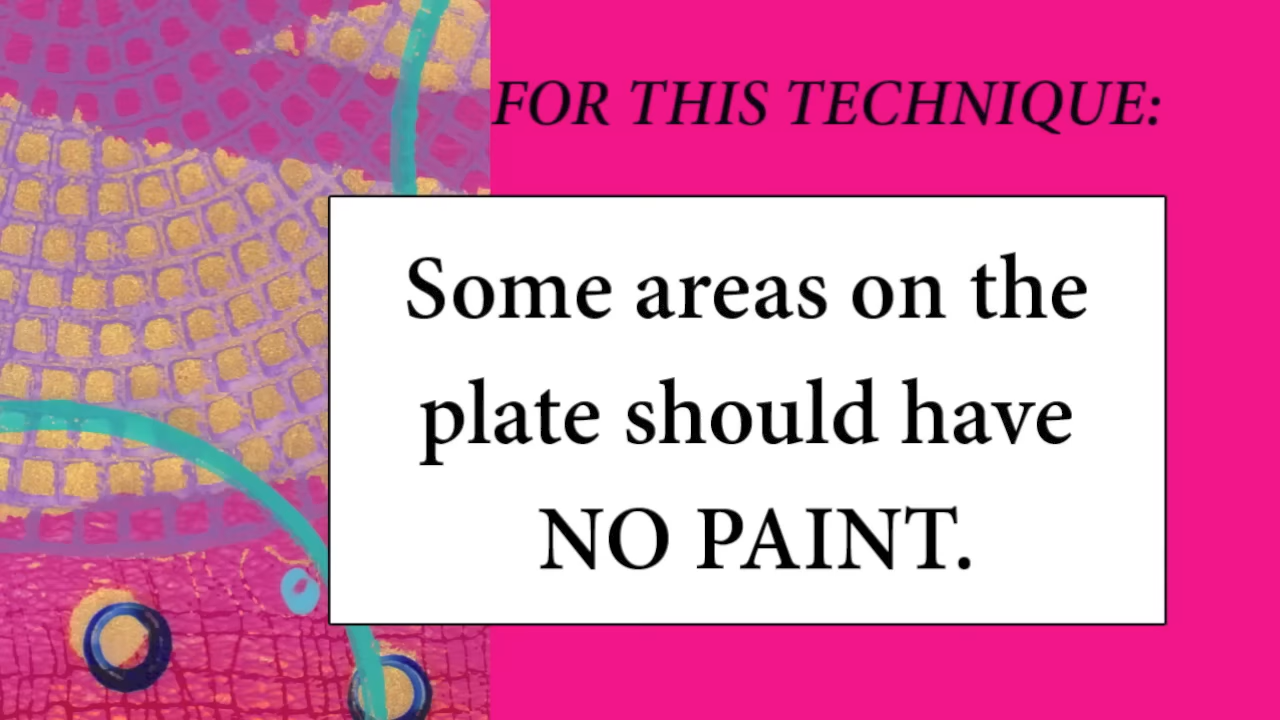 FOR THIS TECHNIQUE:
Some areas on the
plate should have
NO PAINT.